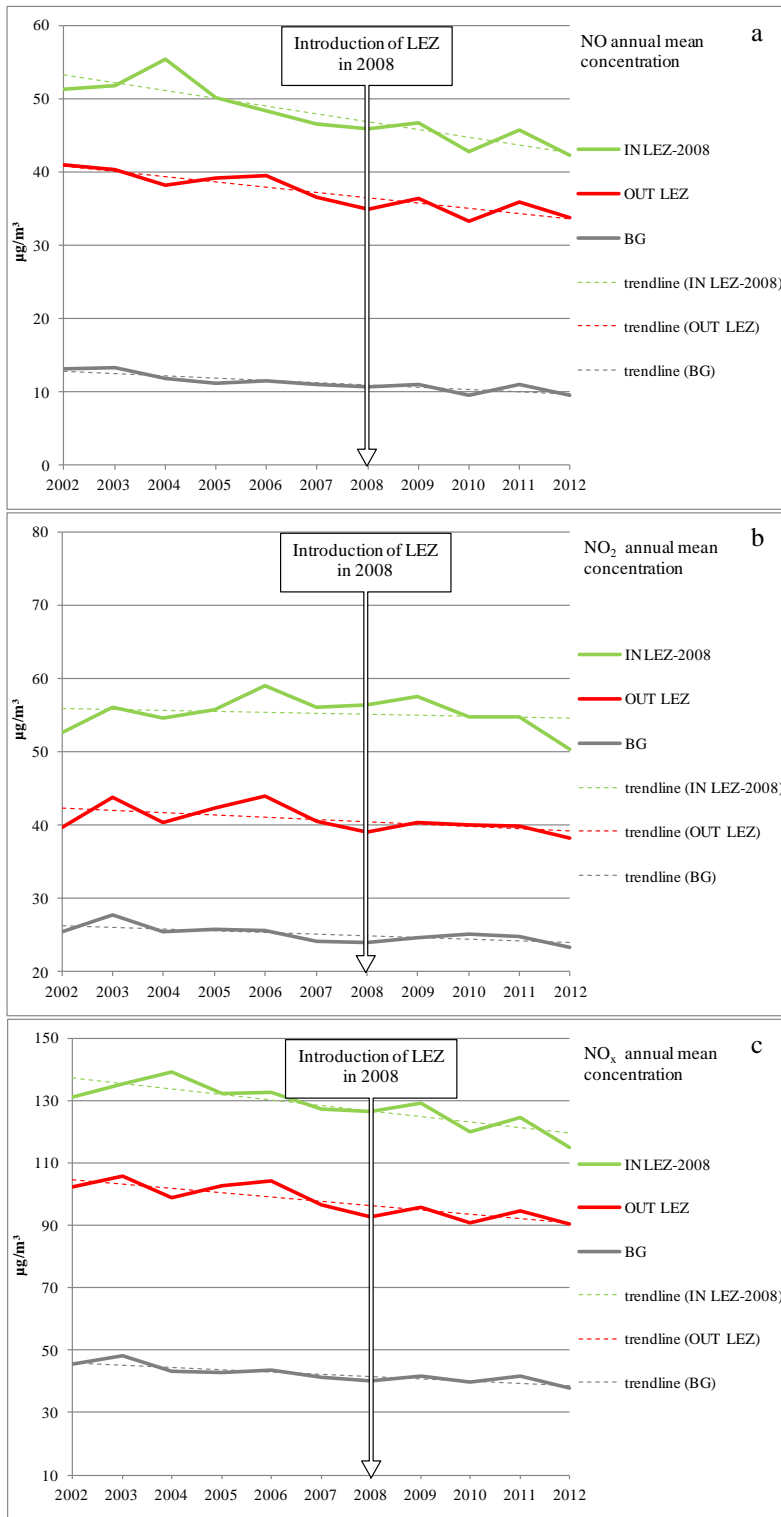 a
Introduction of LEZ
in 2008
NO annual mean
concentration
60
50
40
30
20
10
0
µg/m³
2002 2003 2004 2005 2006 2007 2008 2009 2010 2011 2012
IN LEZ-2008
OUT LEZ
BG
trendline (IN LEZ-2008)
trendline (OUT LEZ)
trendline (BG)
b
Introduction of LEZ
in 2008
NO₂ annual mean
concentration
80
70
60
50
40
30
20
µg/m³
2002 2003 2004 2005 2006 2007 2008 2009 2010 2011 2012
IN LEZ-2008
OUT LEZ
BG
trendline (IN LEZ-2008)
trendline (OUT LEZ)
trendline (BG)
c
Introduction of LEZ
in 2008
NOₓ annual mean
concentration
150
130
110
90
70
50
30
10
µg/m³
2002 2003 2004 2005 2006 2007 2008 2009 2010 2011 2012
IN LEZ-2008
OUT LEZ
BG
trendline (IN LEZ-2008)
trendline (OUT LEZ)
trendline (BG)